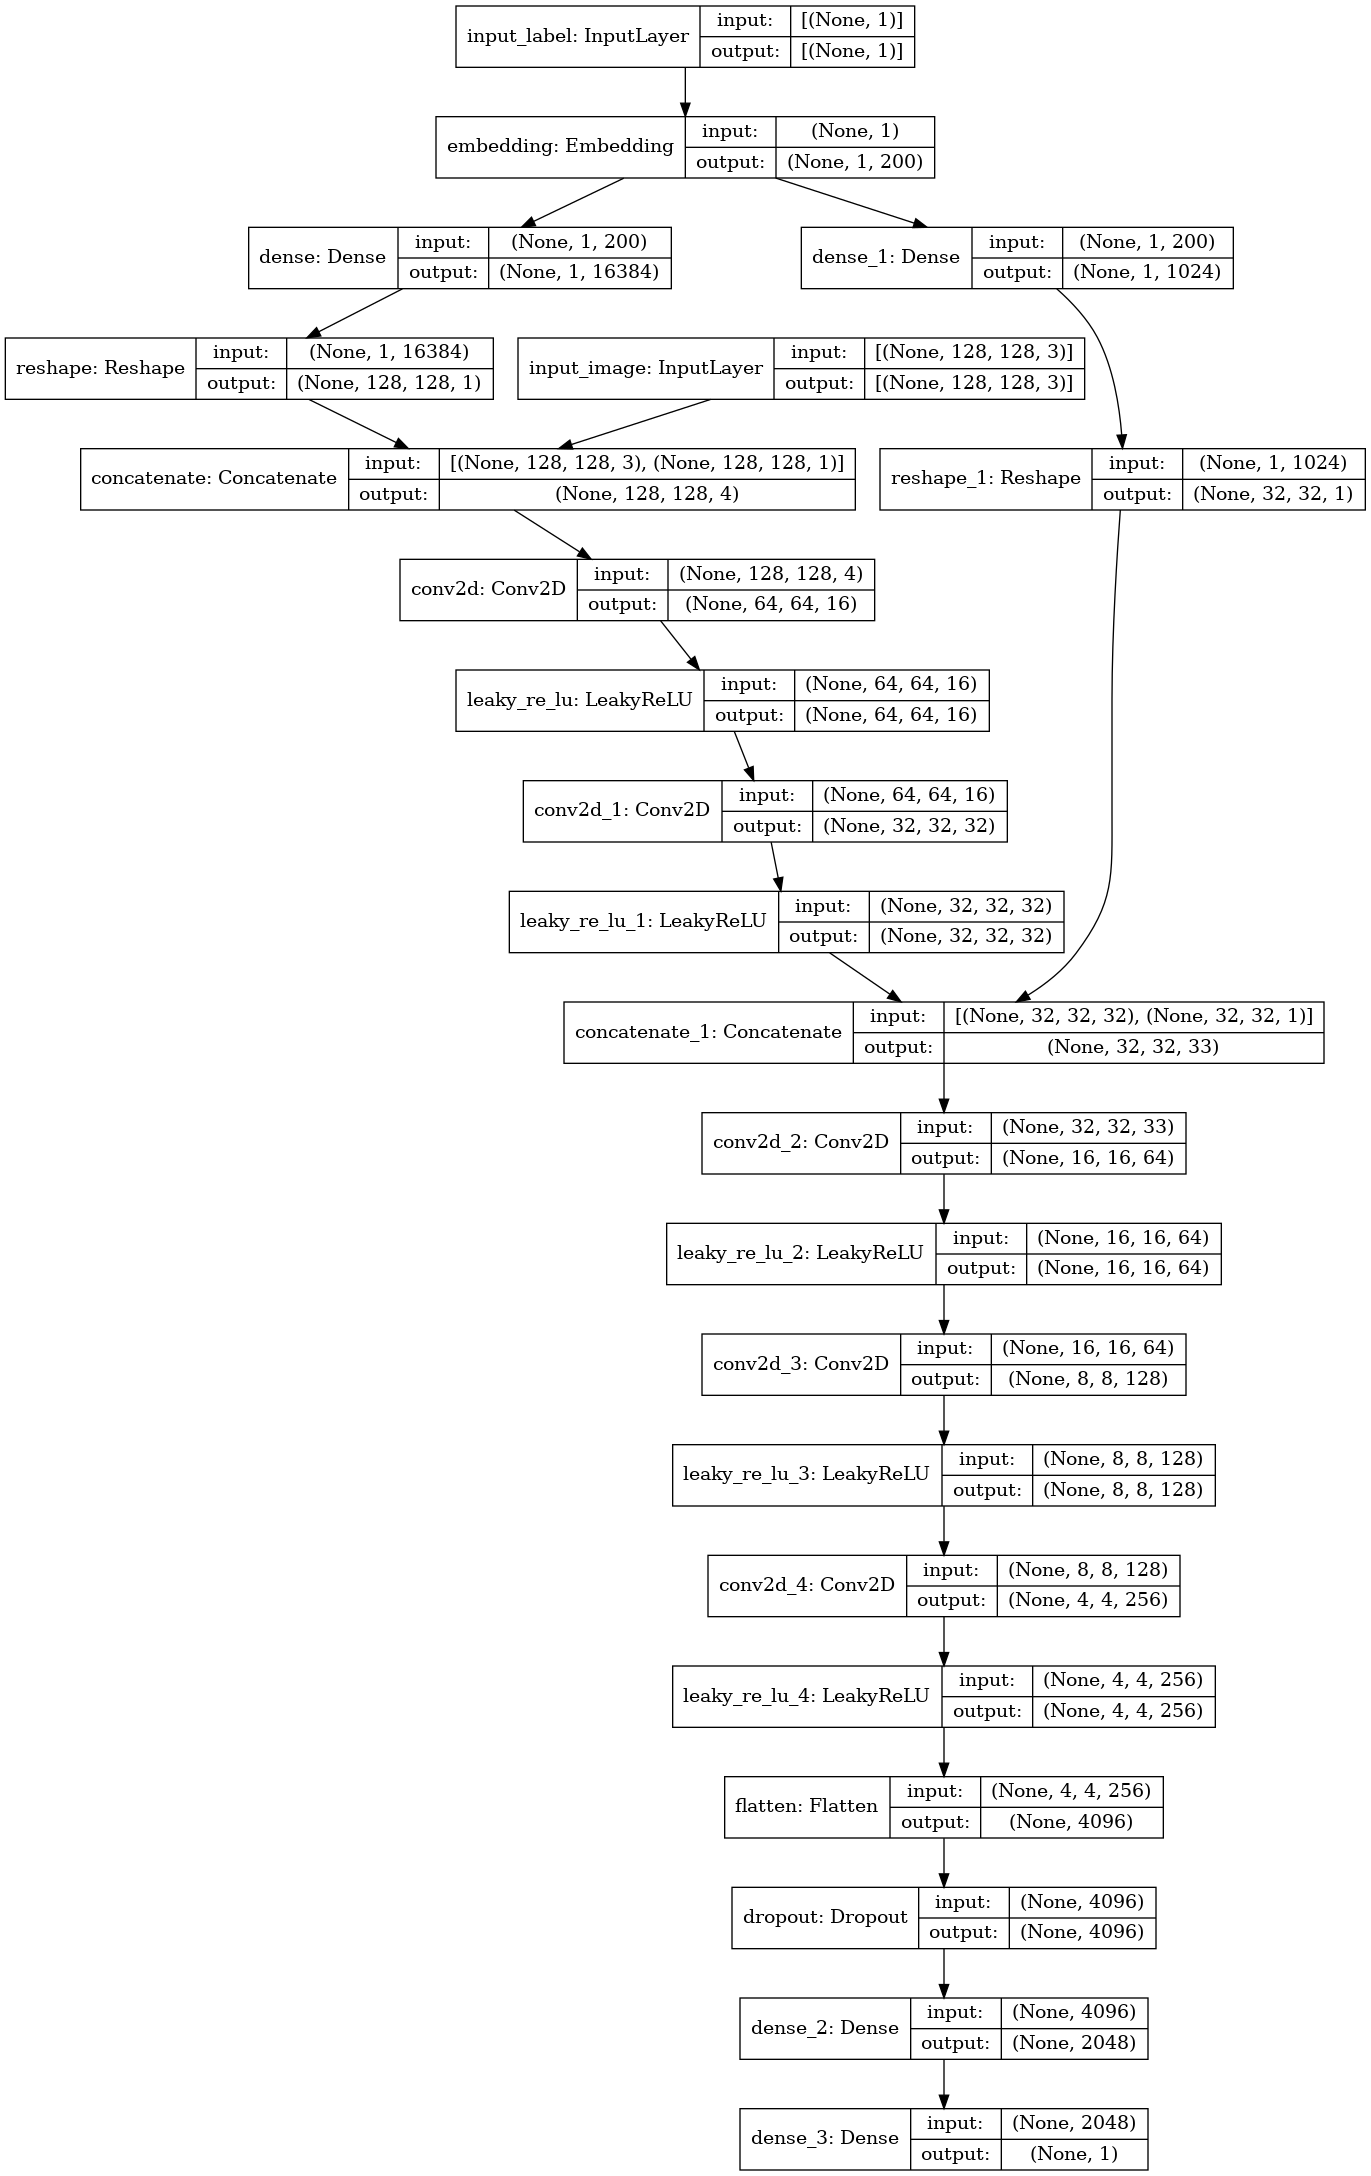 input_label: InputLayer
input:
[(None, 1)]
output:
[(None, 1)]
embedding: Embedding
input:
(None, 1)
output:
(None, 1, 200)
dense: Dense
input:
(None, 1, 200)
output:
(None, 1, 16384)
dense_1: Dense
input:
(None, 1, 200)
output:
(None, 1, 1024)
reshape: Reshape
input:
(None, 1, 16384)
output:
(None, 128, 128, 1)
input_image: InputLayer
input:
[(None, 128, 128, 3)]
output:
[(None, 128, 128, 3)]
concatenate: Concatenate
input:
[(None, 128, 128, 3), (None, 128, 128, 1)]
output:
(None, 128, 128, 4)
reshape_1: Reshape
input:
(None, 1, 1024)
output:
(None, 32, 32, 1)
conv2d: Conv2D
input:
(None, 128, 128, 4)
output:
(None, 64, 64, 16)
leaky_re_lu: LeakyReLU
input:
(None, 64, 64, 16)
output:
(None, 64, 64, 16)
conv2d_1: Conv2D
input:
(None, 64, 64, 16)
output:
(None, 32, 32, 32)
leaky_re_lu_1: LeakyReLU
input:
(None, 32, 32, 32)
output:
(None, 32, 32, 32)
concatenate_1: Concatenate
input:
[(None, 32, 32, 32), (None, 32, 32, 1)]
output:
(None, 32, 32, 33)
conv2d_2: Conv2D
input:
(None, 32, 32, 33)
output:
(None, 16, 16, 64)
leaky_re_lu_2: LeakyReLU
input:
(None, 16, 16, 64)
output:
(None, 16, 16, 64)
conv2d_3: Conv2D
input:
(None, 16, 16, 64)
output:
(None, 8, 8, 128)
leaky_re_lu_3: LeakyReLU
input:
(None, 8, 8, 128)
output:
(None, 8, 8, 128)
conv2d_4: Conv2D
input:
(None, 8, 8, 128)
output:
(None, 4, 4, 256)
leaky_re_lu_4: LeakyReLU
input:
(None, 4, 4, 256)
output:
(None, 4, 4, 256)
flatten: Flatten
input:
(None, 4, 4, 256)
output:
(None, 4096)
dropout: Dropout
input:
(None, 4096)
output:
(None, 4096)
dense_2: Dense
input:
(None, 4096)
output:
(None, 2048)
dense_3: Dense
input:
(None, 2048)
output:
(None, 1)